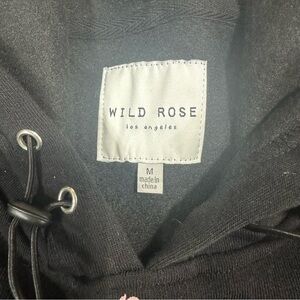 WILD ROSE
los angeles
M
made in
china